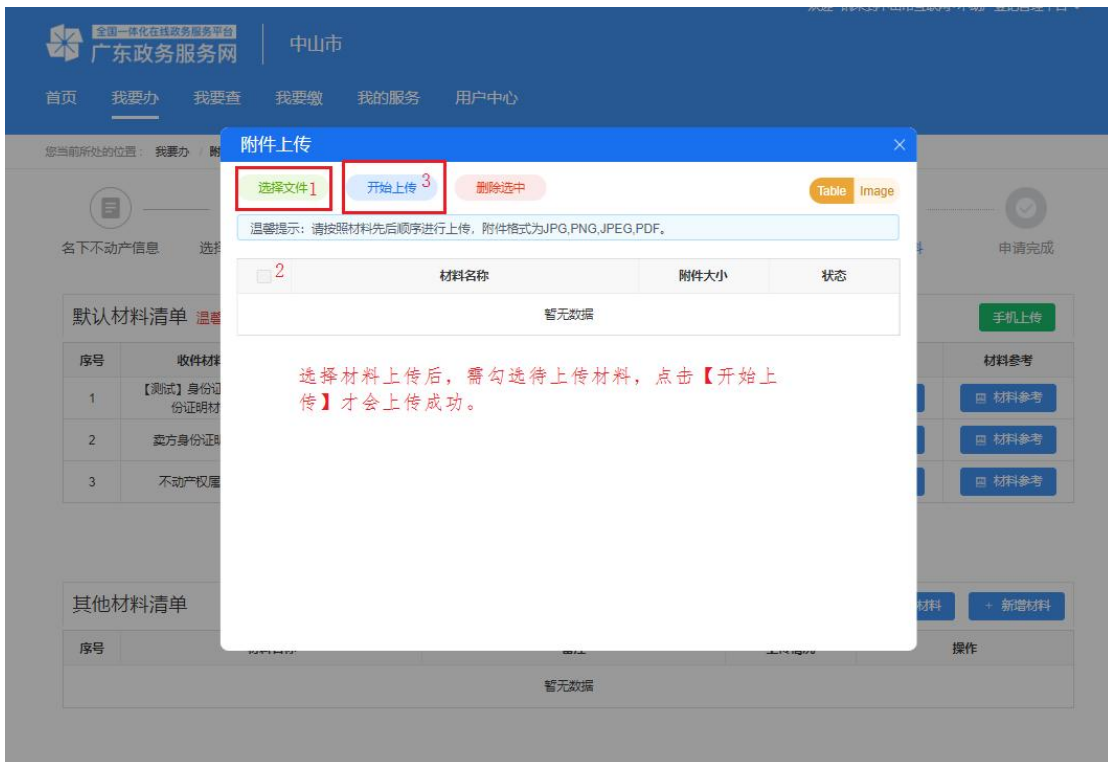 全国一体化在线政务服务平台
广东政务服务网
中山市
首页 我要办 我要查 我要缴 我的服务 用户中心
您当前所处的位置： 我要办 / 附
附件上传 ×
选择文件1 开始上传 3 删除选中 Table Image
温馨提示：请按照材料先后顺序进行上传，附件格式为JPG,PNG,JPEG,PDF。
2 材料名称 附件大小 状态
暂无数据
选择材料上传后，需勾选待上传材料，点击【开始上
传】才会上传成功。
名下不动产信息 选择 申请完成
默认材料清单 温馨 手机上传
序号 收件材料 材料参考
1 【测试】身份证 材料参考
份证明材
2 卖方身份证明 材料参考
3 不动产权属 材料参考
其他材料清单 材料 + 新增材料
序号 操作
暂无数据